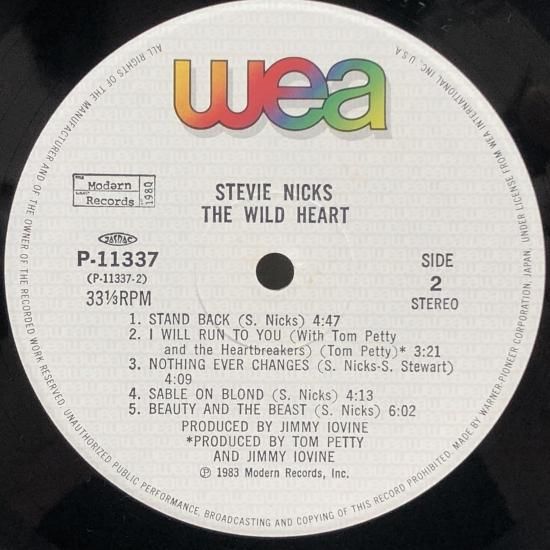 wea
Modern
Records
1980
STEVIE NICKS
THE WILD HEART
JASRAC
P-11337
(P-11337-2)
33⅓RPM
SIDE
2
STEREO
1. STAND BACK (S. Nicks) 4:47
2. I WILL RUN TO YOU (With Tom Petty
and the Heartbreakers) (Tom Petty)* 3:21
3. NOTHING EVER CHANGES (S. Nicks-S. Stewart)
4:09
4. SABLE ON BLOND (S. Nicks) 4:13
5. BEAUTY AND THE BEAST (S. Nicks) 6:02
PRODUCED BY JIMMY IOVINE
*PRODUCED BY TOM PETTY
AND JIMMY IOVINE
Ⓟ 1983 Modern Records, Inc.
ALL RIGHTS OF THE MANUFACTURER AND OF THE OWNER OF THE RECORDED WORK RESERVED. UNAUTHORIZED PUBLIC PERFORMANCE, BROADCASTING AND COPYING OF THIS RECORD PROHIBITED. MADE BY WARNER-PIONEER CORPORATION, JAPAN, UNDER LICENSE FROM WEA INTERNATIONAL INC., U.S.A.